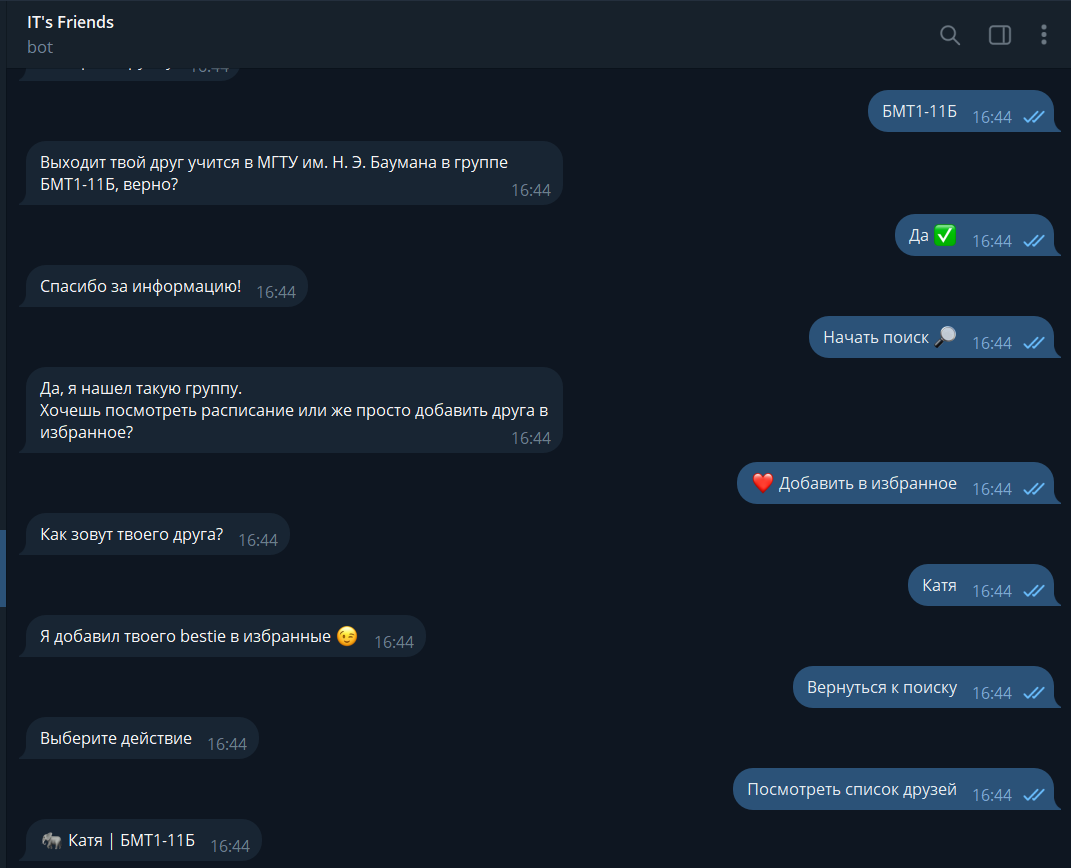 IT's Friends
bot
16:44
БМТ1-11Б 16:44
Выходит твой друг учится в МГТУ им. Н. Э. Баумана в группе
БМТ1-11Б, верно? 16:44
Да ✅ 16:44
Спасибо за информацию! 16:44
Начать поиск 🔎 16:44
Да, я нашел такую группу.
Хочешь посмотреть расписание или же просто добавить друга в
избранное? 16:44
❤️ Добавить в избранное 16:44
Как зовут твоего друга? 16:44
Катя 16:44
Я добавил твоего bestie в избранные 😉 16:44
Вернуться к поиску 16:44
Выберите действие 16:44
Посмотреть список друзей 16:44
🐘 Катя | БМТ1-11Б 16:44